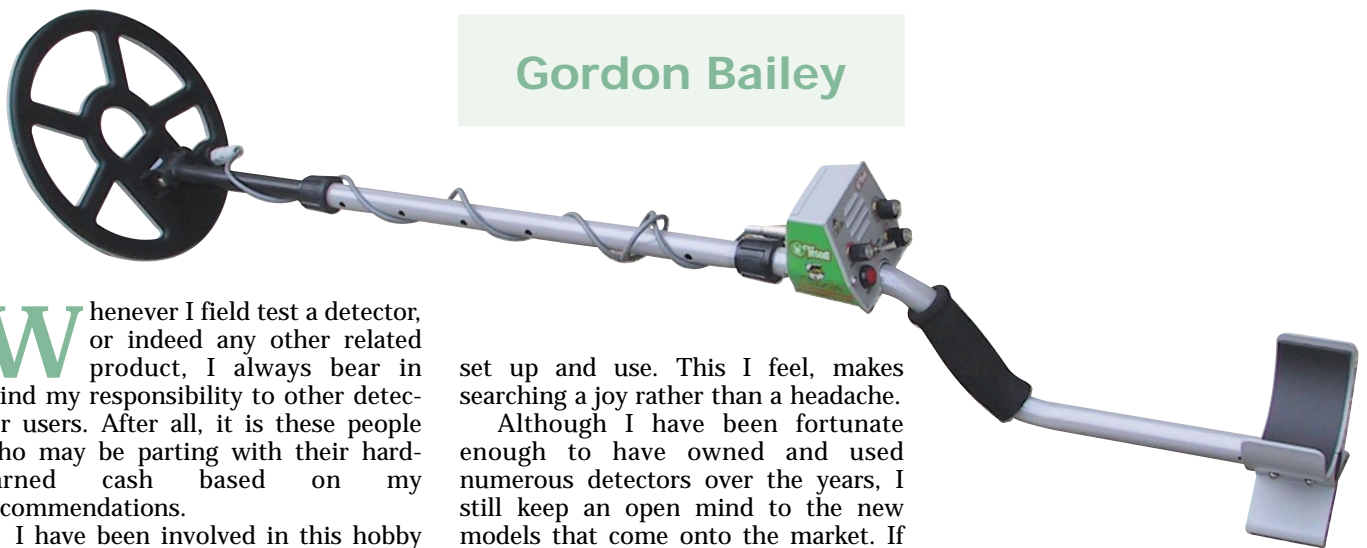 Gordon Bailey
Whenever I field test a detector,
or indeed any other related
product, I always bear in
ind my responsibility to other detec-
r users. After all, it is these people
ho may be parting with their hard-
arned cash based on my
commendations.
I have been involved in this hobby
set up and use. This I feel, makes
searching a joy rather than a headache.
Although I have been fortunate
enough to have owned and used
numerous detectors over the years, I
still keep an open mind to the new
models that come onto the market. If